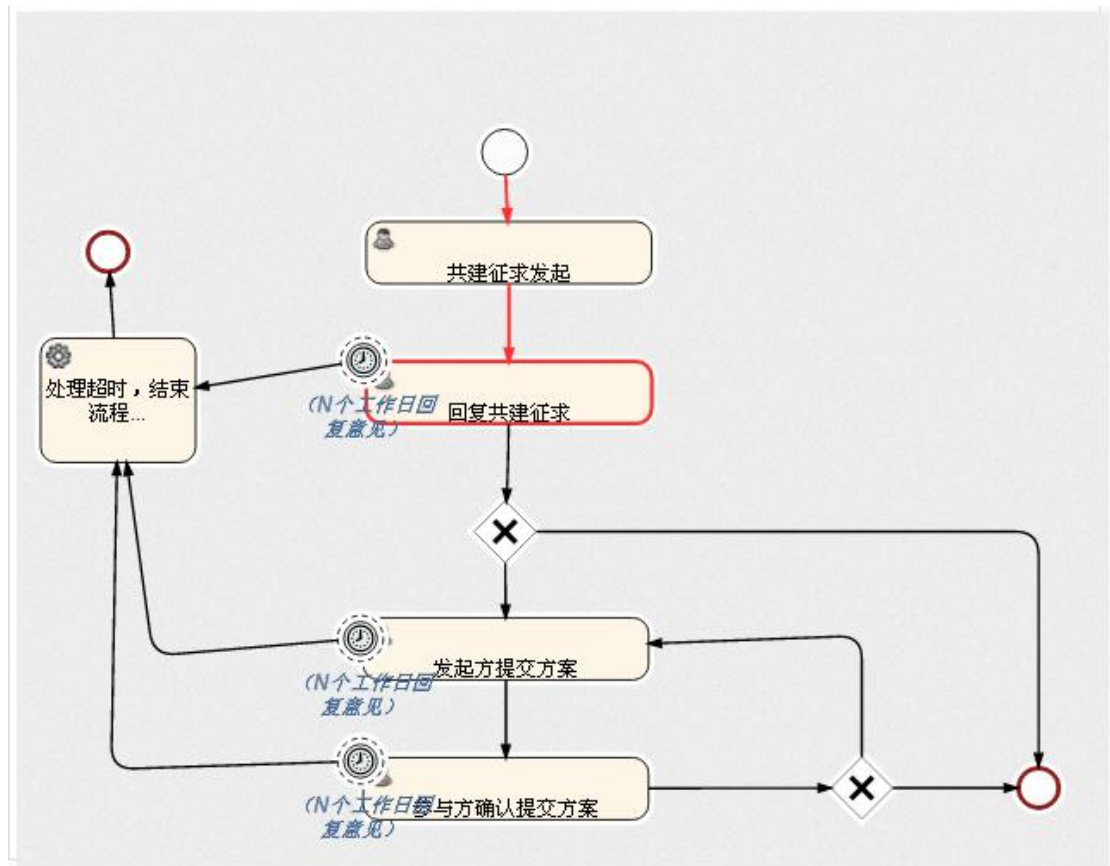 共建征求发起
处理超时，结束
流程...
（N个工作日回
复意见）
回复共建征求
发起方提交方案
（N个工作日回
复意见）
参与方确认提交方案
（N个工作日回
复意见）